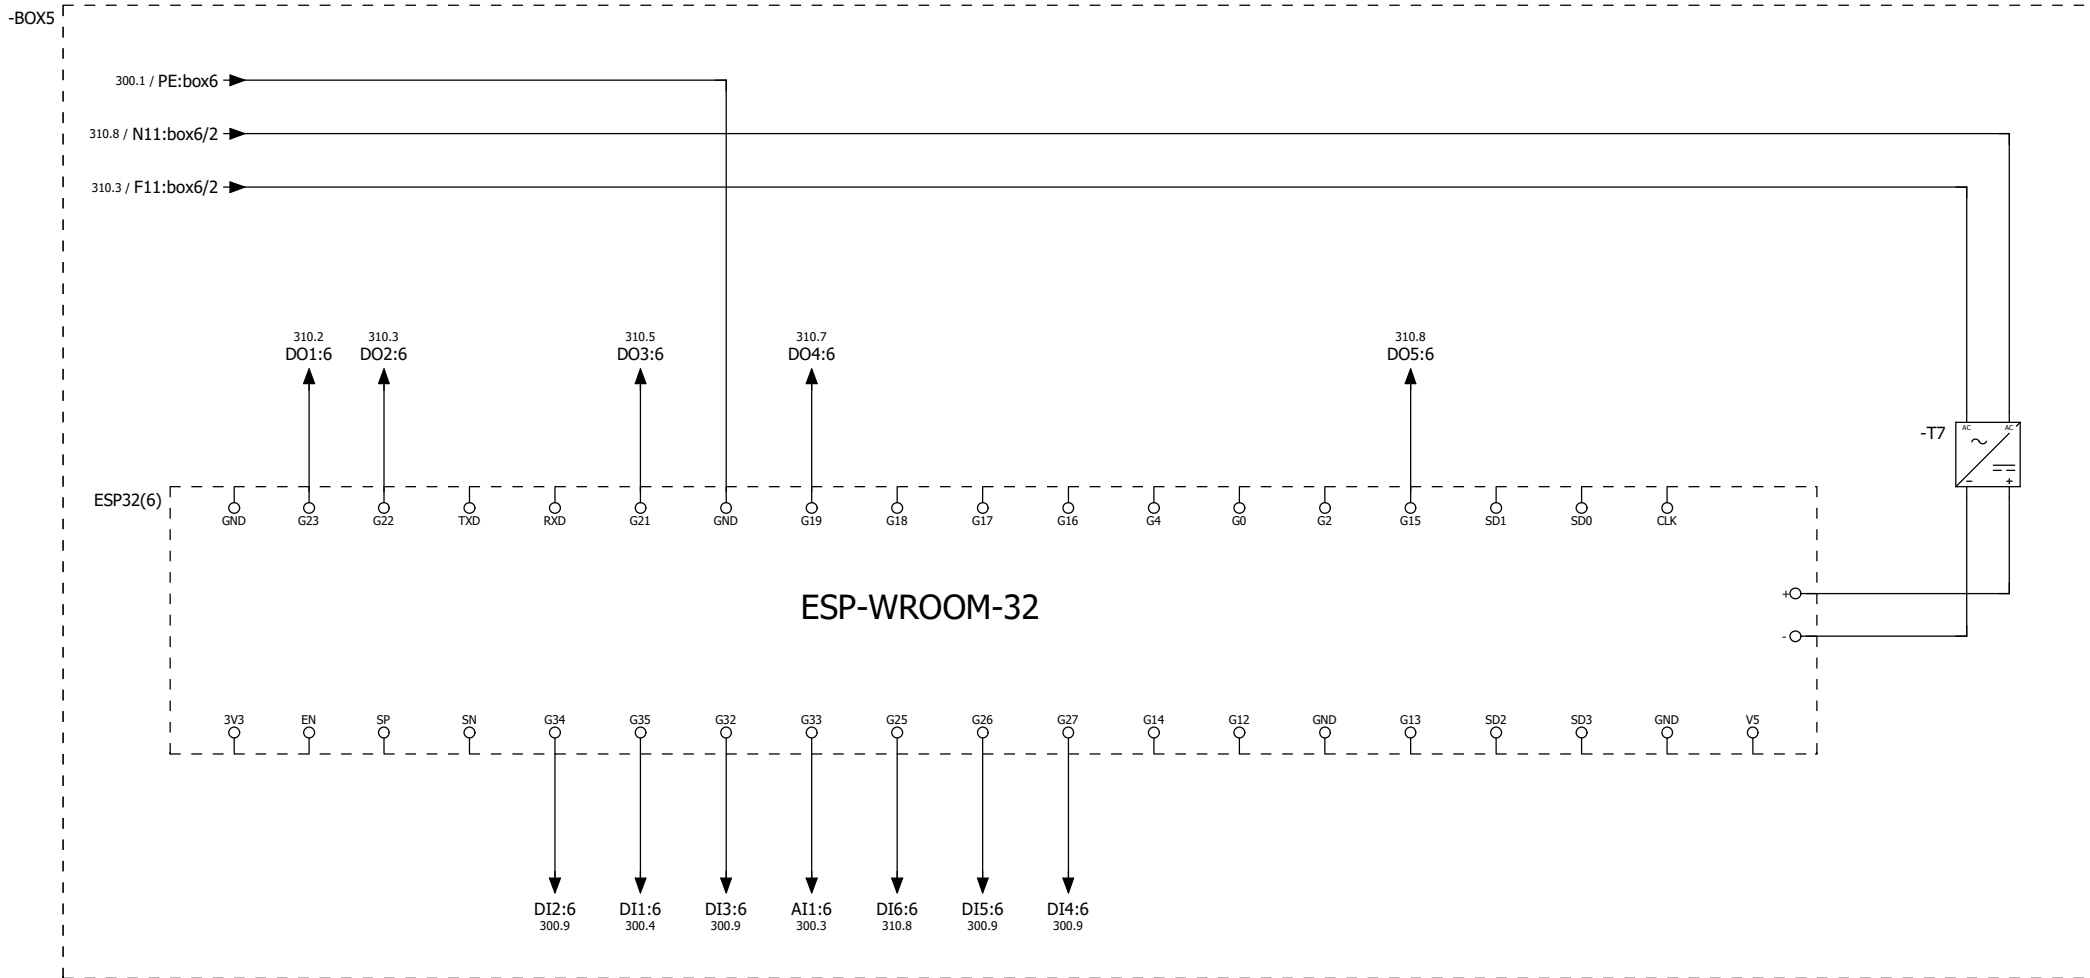 -BOX5
300.1 / PE:box6
310.8 / N11:box6/2
310.3 / F11:box6/2
310.2 310.3 310.5 310.7 310.8
DO1:6 DO2:6 DO3:6 DO4:6 DO5:6
-T7
AC AC
ESP32(6)
GND G23 G22 TXD RXD G21 GND G19 G18 G17 G16 G4 G0 G2 G15 SD1 SD0 CLK
- +
+
ESP-WROOM-32
-
3V3 EN SP SN G34 G35 G32 G33 G25 G26 G27 G14 G12 GND G13 SD2 SD3 GND V5
DI2:6 DI1:6 DI3:6 AI1:6 DI6:6 DI5:6 DI4:6
300.9 300.4 300.9 300.3 310.8 300.9 300.9